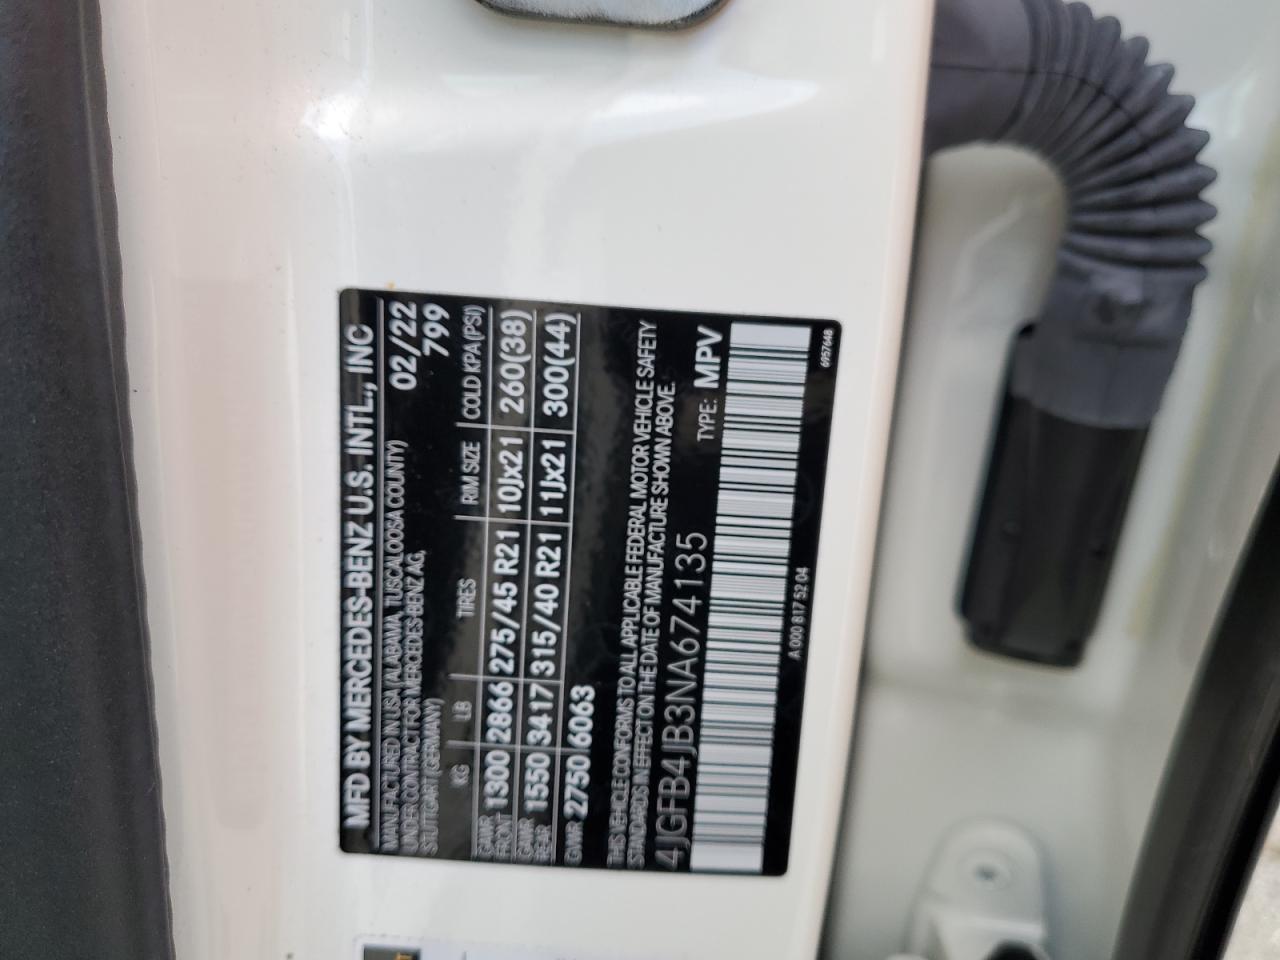 MFD BY MERCEDES-BENZ U.S. INTL., INC
MANUFACTURED IN USA (ALABAMA, TUSCALOOSA COUNTY) 02/22
UNDER CONTRACT FOR MERCEDES-BENZ AG, 799
STUTTGART (GERMANY)
KG LB TIRES RIM SIZE COLD KPA (PSI)
GAWR FRONT 1300 2866 275/45 R21 10Jx21 260(38)
GAWR REER 1550 3417 315/40 R21 11Jx21 300(44)
GVWR 2750 6063
THIS VEHICLE CONFORMS TO ALL APPLICABLE FEDERAL MOTOR VEHICLE SAFETY
STANDARDS IN EFFECT ON THE DATE OF MANUFACTURE SHOWN ABOVE.
4JGFB4JB3NA674135 TYPE: MPV
A 000 817 52 04 6957648